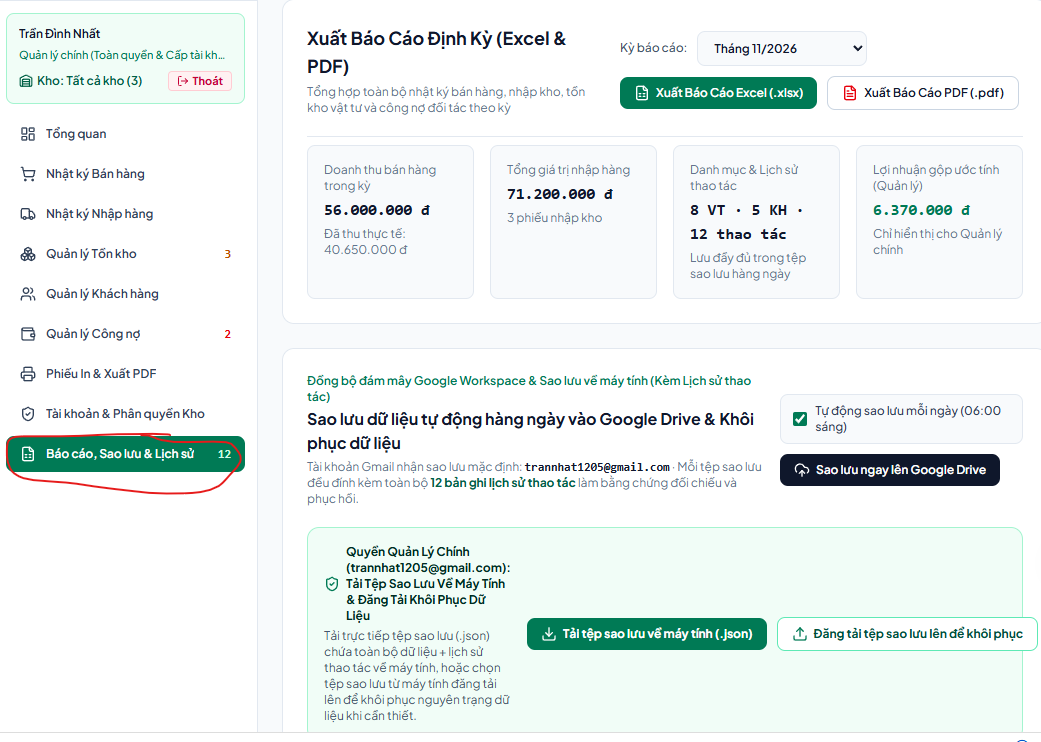 Trần Đình Nhất
Quản lý chính (Toàn quyền & Cấp tài kh...
Kho: Tất cả kho (3)
Thoát
Tổng quan
Nhật ký Bán hàng
Nhật ký Nhập hàng
Quản lý Tồn kho 3
Quản lý Khách hàng
Quản lý Công nợ 2
Phiếu In & Xuất PDF
Tài khoản & Phân quyền Kho
Báo cáo, Sao lưu & Lịch sử 12
Xuất Báo Cáo Định Kỳ (Excel &
PDF)
Tổng hợp toàn bộ nhật ký bán hàng, nhập kho, tồn
kho vật tư và công nợ đối tác theo kỳ
Kỳ báo cáo:
Tháng 11/2026
Xuất Báo Cáo Excel (.xlsx)
Xuất Báo Cáo PDF (.pdf)
Doanh thu bán hàng
trong kỳ
56.000.000 đ
Đã thu thực tế:
40.650.000 đ
Tổng giá trị nhập hàng
71.200.000 đ
3 phiếu nhập kho
Danh mục & Lịch sử
thao tác
8 VT · 5 KH ·
12 thao tác
Lưu đầy đủ trong tệp
sao lưu hàng ngày
Lợi nhuận gộp ước tính
(Quản lý)
6.370.000 đ
Chỉ hiển thị cho Quản lý
chính
Đồng bộ đám mây Google Workspace & Sao lưu về máy tính (Kèm Lịch sử thao
tác)
Sao lưu dữ liệu tự động hàng ngày vào Google Drive & Khôi
phục dữ liệu
Tài khoản Gmail nhận sao lưu mặc định: trannhat1205@gmail.com · Mỗi tệp sao lưu
đều đính kèm toàn bộ 12 bản ghi lịch sử thao tác làm bằng chứng đối chiếu và
phục hồi.
Tự động sao lưu mỗi ngày (06:00
sáng)
Sao lưu ngay lên Google Drive
Quyền Quản Lý Chính
(trannhat1205@gmail.com):
Tải Tệp Sao Lưu Về Máy Tính
& Đăng Tải Khôi Phục Dữ
Liệu
Tải trực tiếp tệp sao lưu (.json)
chứa toàn bộ dữ liệu + lịch sử
thao tác về máy tính, hoặc chọn
tệp sao lưu từ máy tính đăng tải
lên để khôi phục nguyên trạng dữ
liệu khi cần thiết.
Tải tệp sao lưu về máy tính (.json)
Đăng tải tệp sao lưu lên để khôi phục